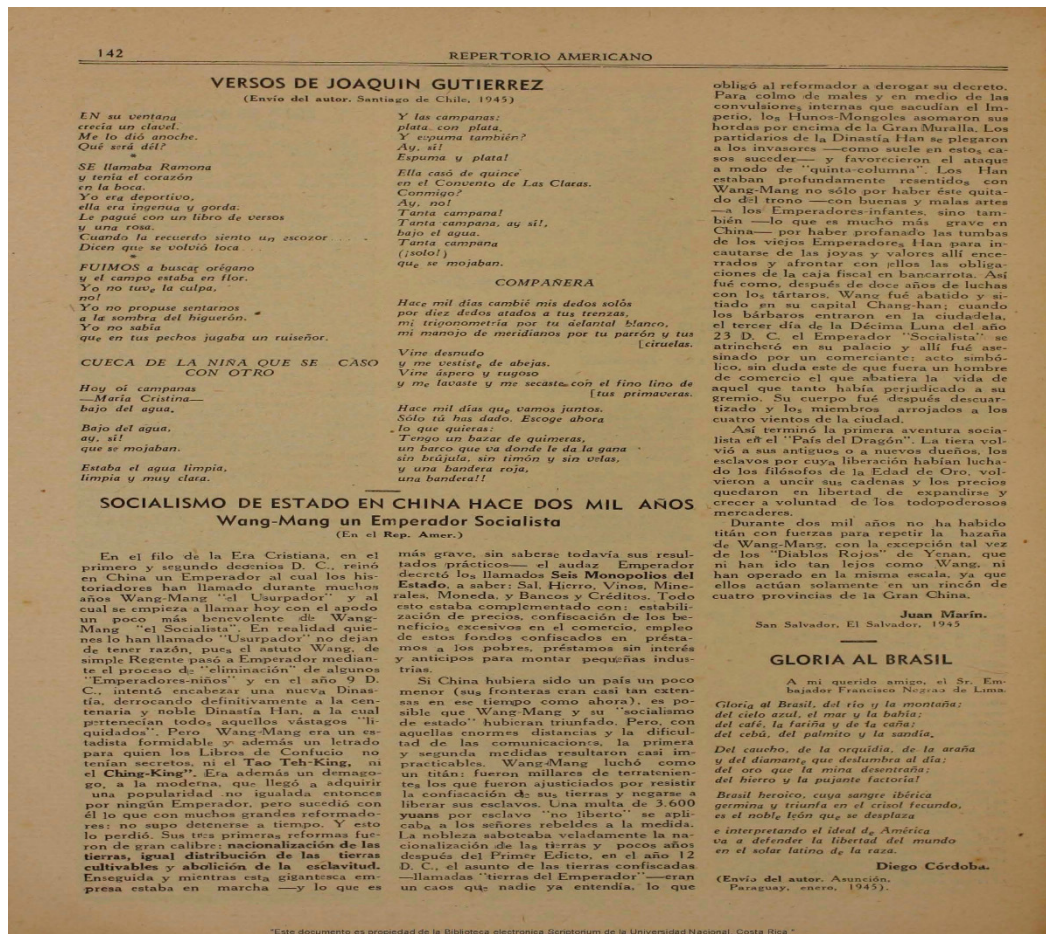 142
REPERTORIO AMERICANO
VERSOS DE JOAQUIN GUTIERREZ
(Envío del autor. Santiago de Chile, 1945)
EN su ventana
crecía un clavel.
Me lo dió anoche.
Qué será dél?
*
SE llamaba Ramona
y tenía el corazón
en la boca.
Yo era deportivo,
ella era ingenua y gorda.
Le pagué con un libro de versos
y una rosa.
Cuando la recuerdo siento un escozor
Dicen que se volvió loca
*
FUIMOS a buscar orégano
y el campo estaba en flor.
Yo no tuve la culpa,
no!
Yo no propuse sentarnos
a la sombra del higuerón.
Yo no sabía
que en tus pechos jugaba un ruiseñor.
CUECA DE LA NIÑA QUE SE CASO
CON OTRO
Hoy oí campanas
—María Cristina—
bajo del agua.
Bajo del agua,
ay, sí!
que se mojaban.
Estaba el agua limpia,
limpia y muy clara.
Y las campanas:
plata con plata,
Y espuma también?
Ay, sí!
Espuma y plata!
Ella casó de quince
en el Convento de Las Claras.
Conmigo?
Ay, no!
Tanta campana!
Tanta campana, ay sí!,
bajo el agua.
Tanta campana
(¡solo!)
que se mojaban.
COMPAÑERA
Hace mil días cambié mis dedos solos
por diez dedos atados a tus trenzas,
mi trigonometría por tu delantal blanco,
mi manojo de meridianos por tu parrón y tus
[ciruelas.
Vine desnudo
y me vestiste de abejas.
Vine áspero y rugoso
y me lavaste y me secaste con el fino lino de
[tus primaveras.
Hace mil días que vamos juntos.
Sólo tú has dado. Escoge ahora
lo que quieras:
Tengo un bazar de quimeras,
un barco que va donde le da la gana
sin brújula, sin timón y sin velas,
y una bandera roja,
una bandera!!
SOCIALISMO DE ESTADO EN CHINA HACE DOS MIL AÑOS
Wang-Mang un Emperador Socialista
(En el Rep. Amer.)
En el filo de la Era Cristiana, en el
primero y segundo decenios D. C., reinó
en China un Emperador al cual los his-
toriadores han llamado durante muchos
años Wang-Mang "el Usurpador" y al
cual se empieza a llamar hoy con el apodo
un poco más benevolente de Wang-
Mang "el Socialista". En realidad quie-
nes lo han llamado "Usurpador" no dejan
de tener razón, pues el astuto Wang, de
simple Regente pasó a Emperador median-
te el proceso de "eliminación" de algunos
"Emperadores-niños" y en el año 9 D.
C., intentó encabezar una nueva Dinas-
tía, derrocando definitivamente a la cen-
tenaria y noble Dinastía Han, a la cual
pertenecían todos aquellos vástagos "li-
quidados". Pero Wang-Mang era un es-
tadista formidable y además un letrado
para quien los Libros de Confucio no
tenían secretos, ni el Tao Teh-King, ni
el Ching-King". Era además un demago-
go, a la moderna, que llegó a adquirir
una popularidad no igualada entonces
por ningún Emperador, pero sucedió con
él lo que con muchos grandes reformado-
res: no supo detenerse a tiempo. Y esto
lo perdió. Sus tres primeras reformas fue-
ron de gran calibre: nacionalización de las
tierras, igual distribución de las tierras
cultivables y abolición de la esclavitud.
Enseguida y mientras esta gigantesca em-
presa estaba en marcha —y lo que es
más grave, sin saberse todavía sus resul-
tados prácticos— el audaz Emperador
decretó los llamados Seis Monopolios del
Estado, a saber: Sal, Hierro, Vinos, Mine-
rales, Moneda, y Bancos y Créditos. Todo
esto estaba complementado con: estabili-
zación de precios, confiscación de los be-
neficios excesivos en el comercio, empleo
de estos fondos confiscados en présta-
mos a los pobres, préstamos sin interés
y anticipos para montar pequeñas indus-
trias.
Si China hubiera sido un país un poco
menor (sus fronteras eran casi tan exten-
sas en ese tiempo como ahora), es po-
sible que Wang-Mang y su "socialismo
de estado" hubieran triunfado. Pero, con
aquellas enormes distancias y la dificul-
tad de las comunicaciones, la primera
y segunda medidas resultaron casi im-
practicables. Wang-Mang luchó como
un titán: fueron millares de terratenien-
tes los que fueron ajusticiados por resistir
la confiscación de sus tierras y negarse a
liberar sus esclavos. Una multa de 3.600
yuans por esclavo "no liberto" se apli-
caba a los señores rebeldes a la medida.
La nobleza saboteaba veladamente la na-
cionalización de las tierras y pocos años
después del Primer Edicto, en el año 12
D. C., el asunto de las tierras confiscadas
—llamadas "tierras del Emperador"—eran
un caos que nadie ya entendía, lo que
obligó al reformador a derogar su decreto.
Para colmo de males y en medio de las
convulsiones internas que sacudían el Im-
perio, los Hunos-Mongoles asomaron sus
hordas por encima de la Gran Muralla. Los
partidarios de la Dinastía Han se plegaron
a los invasores —como suele en estos ca-
sos suceder— y favorecieron el ataque
a modo de "quinta-columna". Los Han
estaban profundamente resentidos con
Wang-Mang no sólo por haber éste quita-
do del trono —con buenas y malas artes
—a los Emperadores-infantes, sino tam-
bién —lo que es mucho más grave en
China— por haber profanado las tumbas
de los viejos Emperadores Han para in-
cautarse de las joyas y valores allí ence-
rrados y afrontar con ellos las obliga-
ciones de la caja fiscal en bancarrota. Así
fué como, después de doce años de luchas
con los tártaros, Wang fué abatido y si-
tiado en su capital Chang-han; cuando
los bárbaros entraron en la ciudadela,
el tercer día de la Décima Luna del año
23 D. C. el Emperador "Socialista" se
atrincheró en su palacio y allí fué ase-
sinado por un comerciante: acto simbó-
lico, sin duda este de que fuera un hombre
de comercio el que abatiera la vida de
aquel que tanto había perjudicado a su
gremio. Su cuerpo fué después descuar-
tizado y los miembros arrojados a los
cuatro vientos de la ciudad.
Así terminó la primera aventura socia-
lista en el "País del Dragón". La tiera vol-
vió a sus antiguos o a nuevos dueños, los
esclavos por cuya liberación habían lucha-
do los filósofos de la Edad de Oro, vol-
vieron a uncir sus cadenas y los precios
quedaron en libertad de expandirse y
crecer a voluntad de los todopoderosos
mercaderes.
Durante dos mil años no ha habido
titán con fuerzas para repetir la hazaña
de Wang-Mang, con la excepción tal vez
de los "Diablos Rojos" de Yenan, que
ni han ido tan lejos como Wang, ni
han operado en la misma escala, ya que
ellos actúan solamente en un rincón de
cuatro provincias de la Gran China.
Juan Marín.
San Salvador, El Salvador, 1945
GLORIA AL BRASIL
A mi querido amigo, el Sr. Em-
bajador Francisco Negrao de Lima.
Gloria al Brasil, del río y la montaña;
del cielo azul, el mar y la bahía;
del café, la fariña y de la caña;
del cebú, del palmito y la sandía,
Del caucho, de la orquídia, de la araña
y del diamante que deslumbra al día;
del oro que la mina desentraña;
del hierro y la pujante factoría!
Brasil heroico, cuya sangre ibérica
germina y triunfa en el crisol fecundo,
es el noble león que se desplaza
e interpretando el ideal de América
va a defender la libertad del mundo
en el solar latino de la raza.
Diego Córdoba.
(Envío del autor. Asunción,
Paraguay, enero, 1945).
"Este documento es propiedad de la Biblioteca electronica Scriptorium de la Universidad Nacional, Costa Rica "